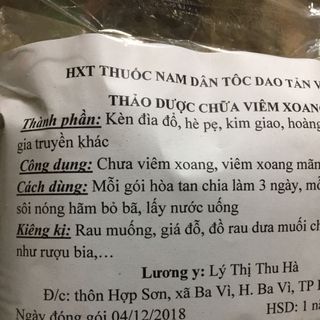 HXT THUỐC NAM DÂN TỘC DAO TẢN V
THẢO DƯỢC CHỮA VIÊM XOANG
Thành phần: Kèn đìa đồ, hè pẹ, kim giao, hoàng
gia truyền khác
Công dụng: Chưa viêm xoang, viêm xoang mãn
Cách dùng: Mỗi gói hòa tan chia làm 3 ngày, mỗ
sôi nóng hãm bỏ bã, lấy nước uống
Kiêng kị: Rau muống, giá đỗ, đồ rau dưa muối ch
như rượu bia,…
Lương y: Lý Thị Thu Hà
Đ/c: thôn Hợp Sơn, xã Ba Vì, H. Ba Vì, TP
Ngày đóng gói 04/12/2018 HSD: 1